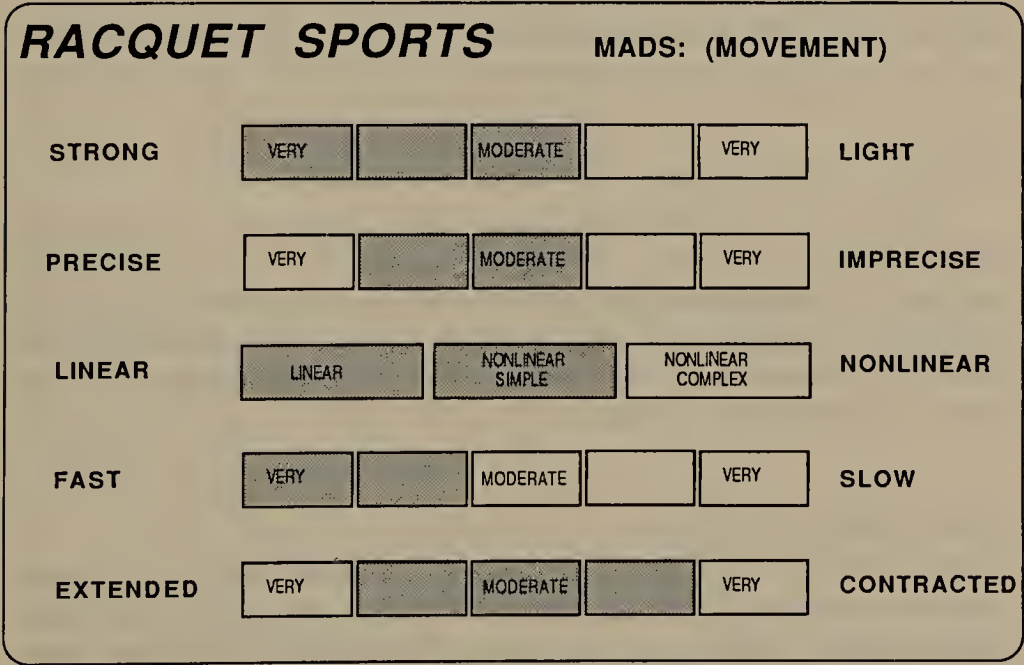 RACQUET SPORTS MADS: (MOVEMENT)
STRONG VERY MODERATE VERY LIGHT
PRECISE VERY MODERATE VERY IMPRECISE
LINEAR LINEAR NONLINEAR SIMPLE NONLINEAR COMPLEX NONLINEAR
FAST VERY MODERATE VERY SLOW
EXTENDED VERY MODERATE VERY CONTRACTED